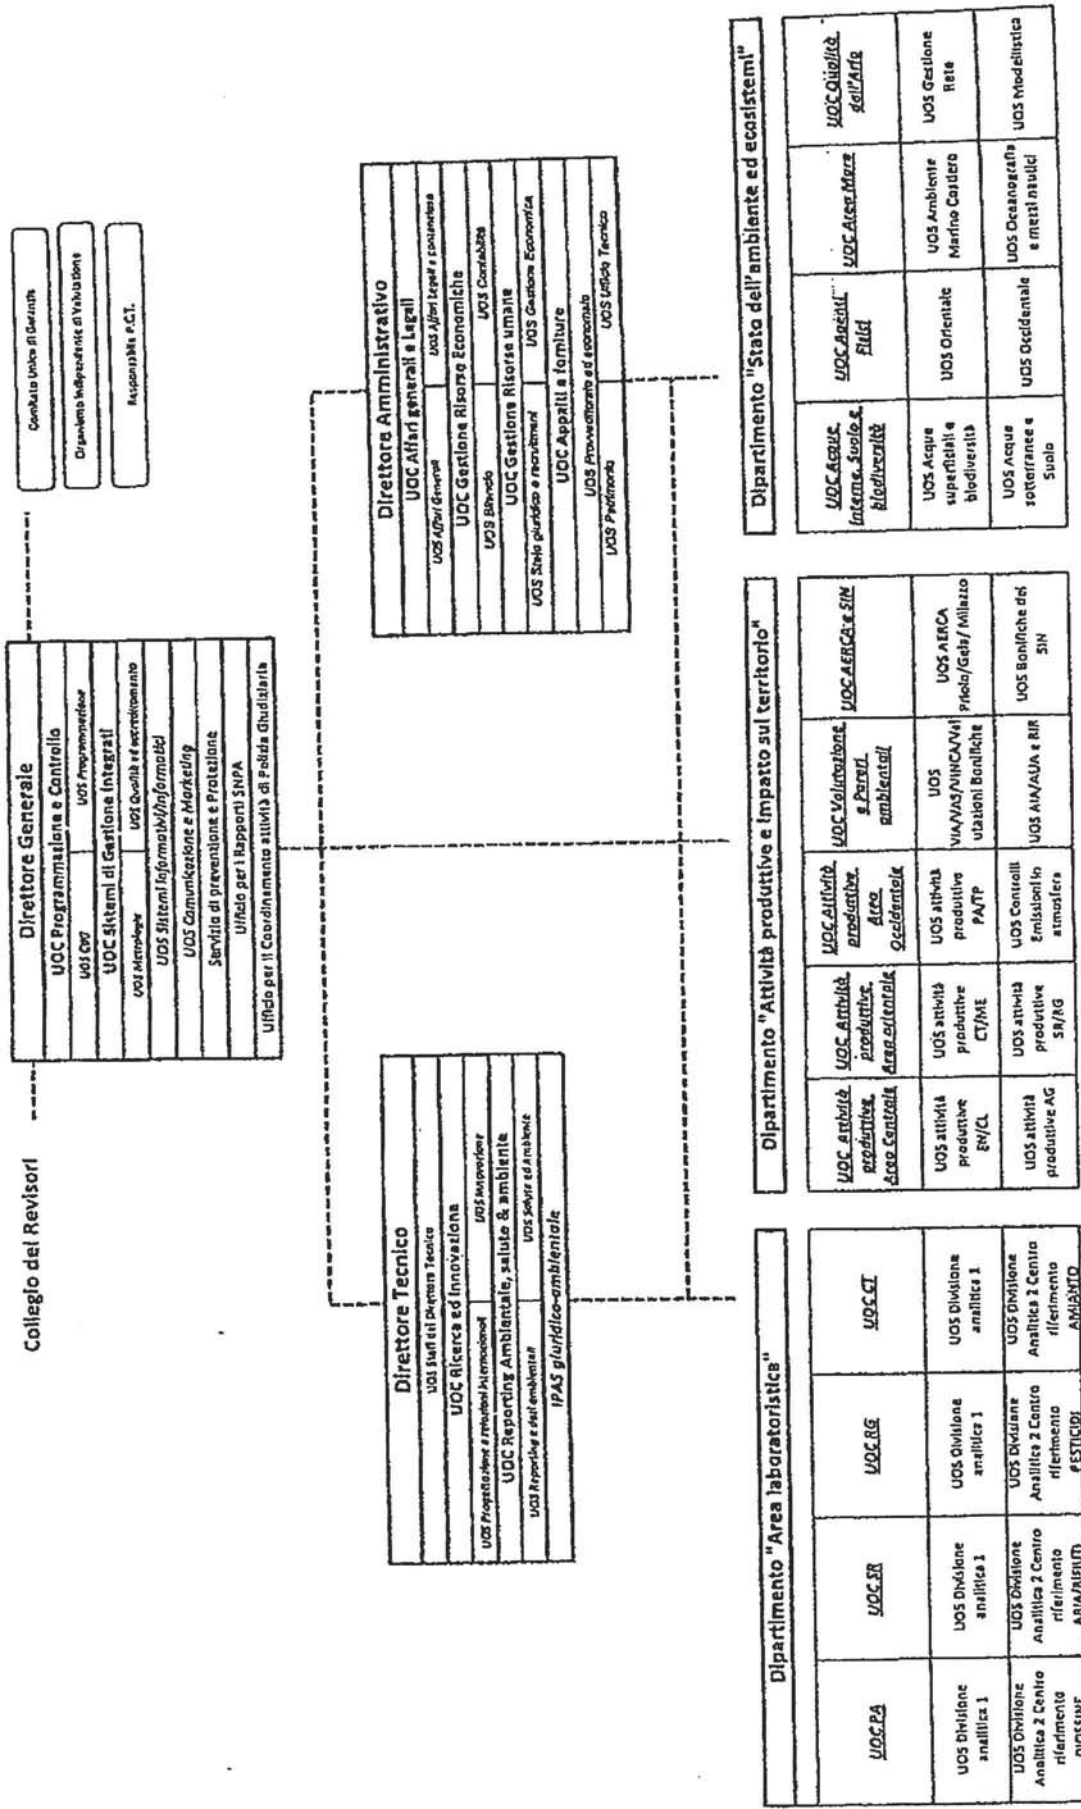 Collegio dei Revisori
Direttore Generale
UOC Programmazione e Controllo
UOS CdG
UOS Programmazione
UOC Sistemi di Gestione Integrati
UOS Metrologia
UOS Qualità ed accreditamento
UOS Sistemi Informativi/Informatici
UOS Comunicazione e Marketing
Servizio di prevenzione e Protezione
Ufficio per i Rapporti SNPA
Ufficio per il Coordinamento attività di Polizia Giudiziaria
Comitato Unico di Garanzia
Organismo Indipendente di Valutazione
Responsabile P.C.T.
Direttore Tecnico
UOS Staff del Direttore Tecnico
UOC Ricerca ed Innovazione
UOS Progettazione e relazioni internazionali
UOS Innovazione
UOC Reporting Ambientale, salute & ambiente
UOS Reporting e dati ambientali
UOS Salute ed Ambiente
IPAS giuridico-ambientale
Direttore Amministrativo
UOC Affari generali e Legali
UOS Affari Generali
UOS Affari Legali e contenzioso
UOC Gestione Risorse Economiche
UOS Bilancio
UOS Contabilità
UOC Gestione Risorse umane
UOS Stato giuridico e recruitment
UOS Gestione Economica
UOC Appalti e forniture
UOS Provveditorato ed economato
UOS Patrimonio
UOS Ufficio Tecnico
Dipartimento "Area laboratoristica"
UOC PA
UOC SR
UOC RG
UOC CT
UOS Divisione
analitica 1
UOS Divisione
analitica 1
UOS Divisione
analitica 1
UOS Divisione
analitica 1
UOS Divisione
Analitica 2 Centro
riferimento
DIOSSINE
UOS Divisione
Analitica 2 Centro
riferimento
ARIA/RIFIUTI
UOS Divisione
Analitica 2 Centro
riferimento
PESTICIDI
UOS Divisione
Analitica 2 Centro
riferimento
AMIANTO
Dipartimento "Attività produttive e impatto sul territorio"
UOC Attività
produttive.
Area Centrale
UOC Attività
produttive.
Area orientale
UOC Attività
produttive.
Area
Occidentale
UOC Valutazione
e Pareri
ambientali
UOC AERCA e SIN
UOS attività
produttive
EN/CL
UOS attività
produttive
CT/ME
UOS attività
produttive
PA/TP
UOS
VIA/VAS/VINCA/Val
utazioni Bonifiche
UOS AERCA
Priolo/Gela/ Milazzo
UOS attività
produttive AG
UOS attività
produttive
SR/RG
UOS Controlli
Emissioni in
atmosfera
UOS AIA/AUA e RIR
UOS Bonifiche dei
SIN
Dipartimento "Stato dell'ambiente ed ecosistemi"
UOC Acque
Interne, Suolo e
biodiversità
UOC Agenti
Fisici
UOC Area Mare
UOC Qualità
dell'Aria
UOS Acque
superficiali e
biodiversità
UOS Orientale
UOS Ambiente
Marino Costiero
UOS Gestione
Rete
UOS Acque
sotterranee e
Suolo
UOS Occidentale
UOS Oceanografia
e mezzi nautici
UOS Modellistica